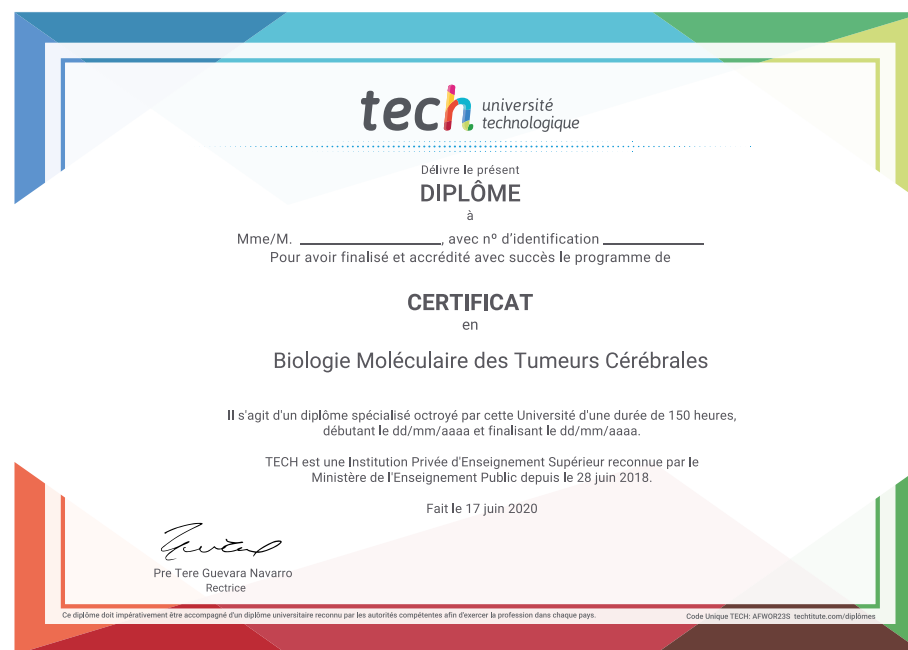 tech université
technologique
Délivre le présent
DIPLÔME
à
Mme/M. ____________________, avec nº d'identification ______________
Pour avoir finalisé et accrédité avec succès le programme de
CERTIFICAT
en
Biologie Moléculaire des Tumeurs Cérébrales
Il s'agit d'un diplôme spécialisé octroyé par cette Université d'une durée de 150 heures,
débutant le dd/mm/aaaa et finalisant le dd/mm/aaaa.
TECH est une Institution Privée d'Enseignement Supérieur reconnue par le
Ministère de l'Enseignement Public depuis le 28 juin 2018.
Fait le 17 juin 2020
Pre Tere Guevara Navarro
Rectrice
Ce diplôme doit impérativement être accompagné d'un diplôme universitaire reconnu par les autorités compétentes afin d'exercer la profession dans chaque pays.
Code Unique TECH: AFWOR23S techtitute.com/diplômes